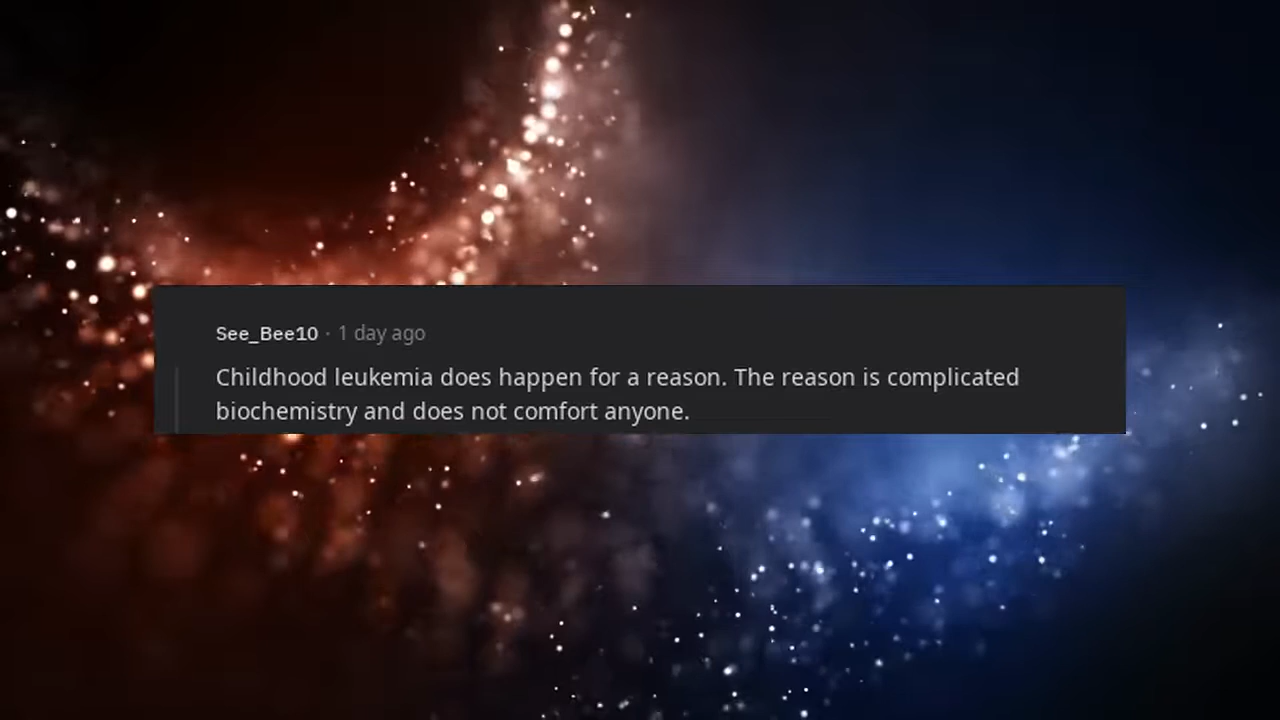 See_Bee10 · 1 day ago
Childhood leukemia does happen for a reason. The reason is complicated
biochemistry and does not comfort anyone.